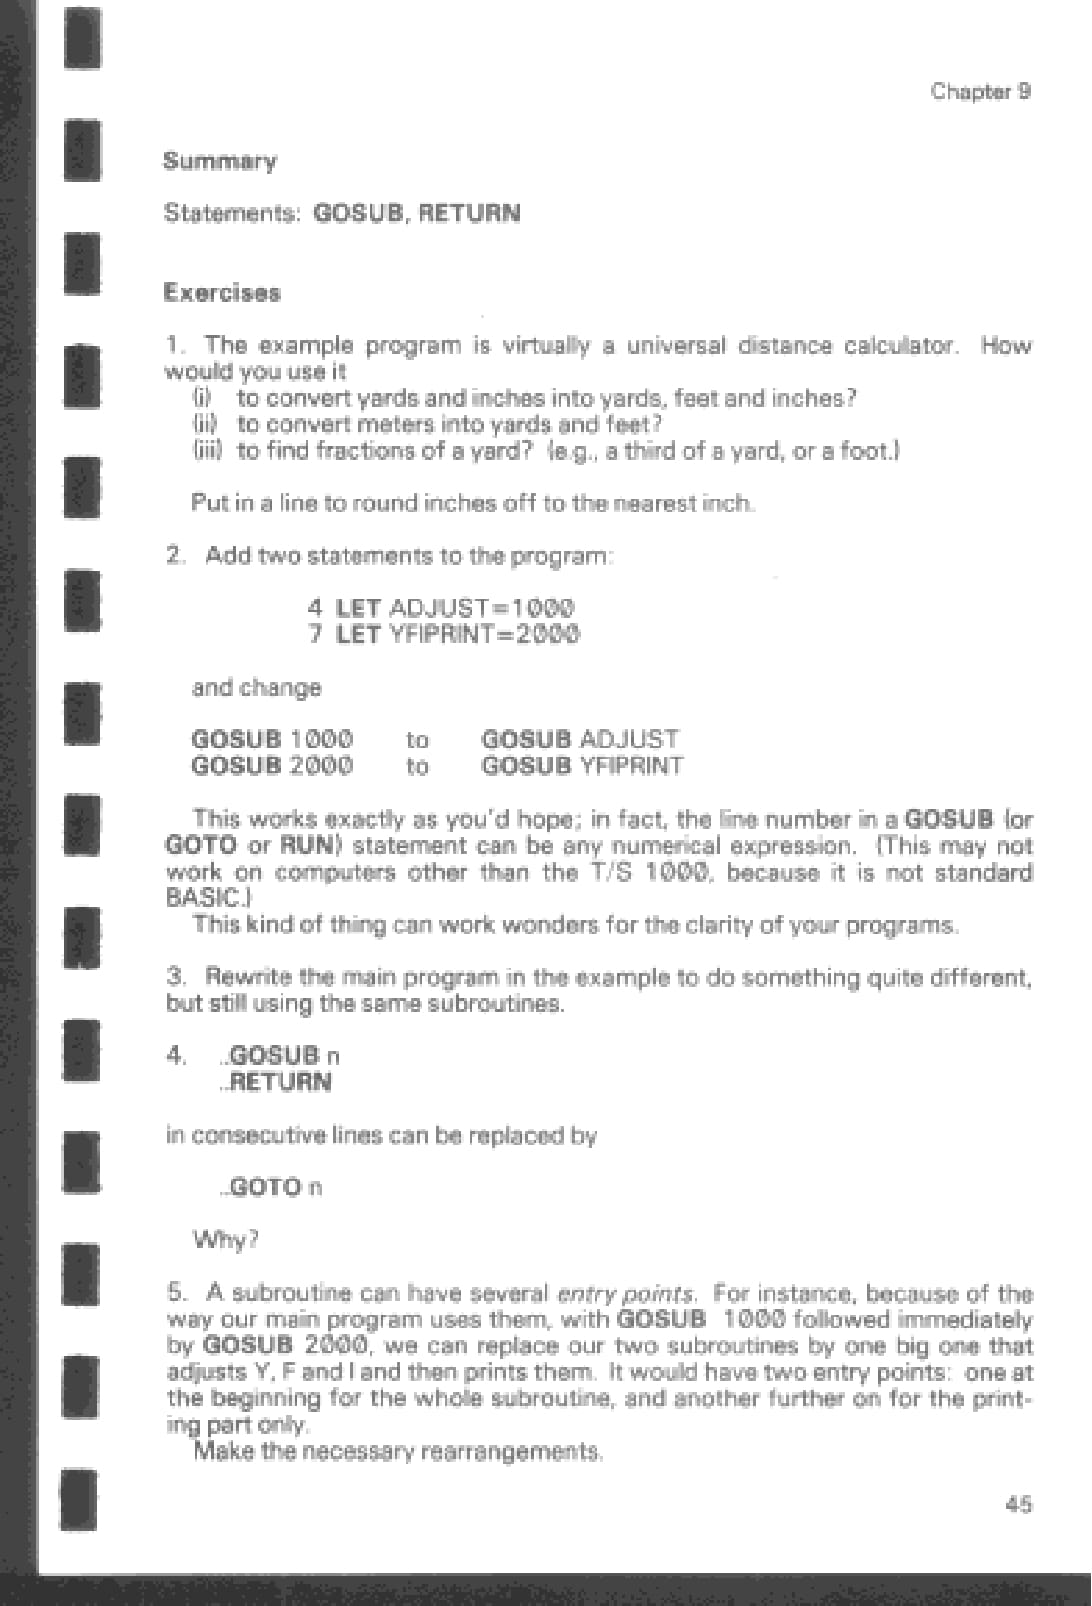 Chapter 9
Summary
Statements: GOSUB, RETURN
Exercises
1. The example program is virtually a universal distance calculator. How
would you use it
(i) to convert yards and inches into yards, feet and inches?
(ii) to convert meters into yards and feet?
(iii) to find fractions of a yard? (e.g., a third of a yard, or a foot.)
Put in a line to round inches off to the nearest inch.
2. Add two statements to the program:
4 LET ADJUST=1000
7 LET YFIPRINT=2000
and change
GOSUB 1000 to GOSUB ADJUST
GOSUB 2000 to GOSUB YFIPRINT
This works exactly as you'd hope; in fact, the line number in a GOSUB (or
GOTO or RUN) statement can be any numerical expression. (This may not
work on computers other than the T/S 1000, because it is not standard
BASIC.)
This kind of thing can work wonders for the clarity of your programs.
3. Rewrite the main program in the example to do something quite different,
but still using the same subroutines.
4. ..GOSUB n
..RETURN
in consecutive lines can be replaced by
..GOTO n
Why?
5. A subroutine can have several entry points. For instance, because of the
way our main program uses them, with GOSUB 1000 followed immediately
by GOSUB 2000, we can replace our two subroutines by one big one that
adjusts Y, F and I and then prints them. It would have two entry points: one at
the beginning for the whole subroutine, and another further on for the print-
ing part only.
Make the necessary rearrangements.
45